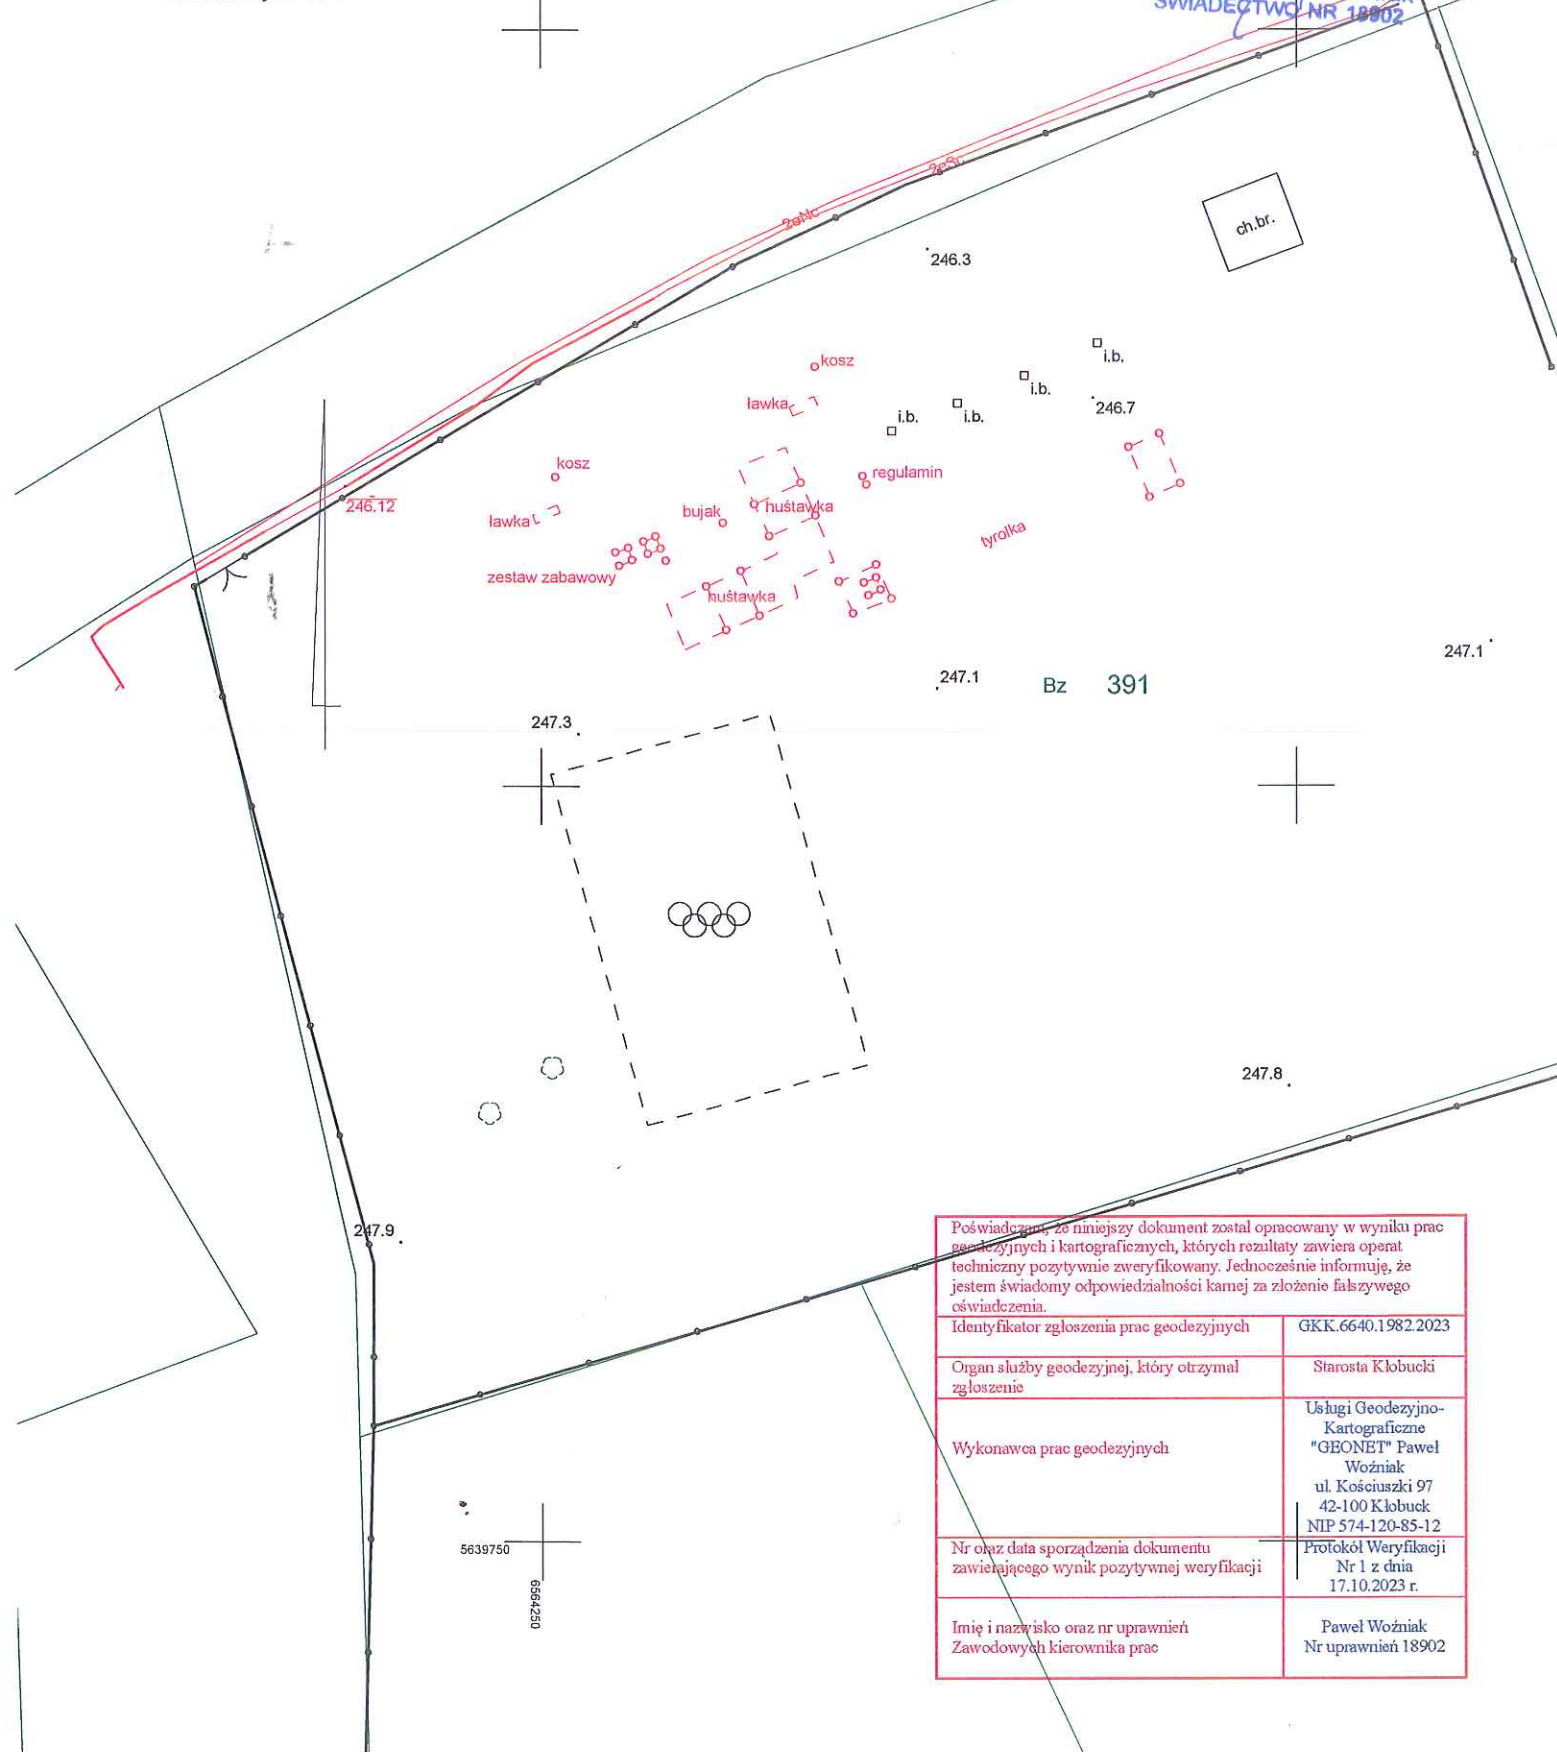 ŚWIADECTWO NR 18902
2eSc
2eNc
ch.br.
246.3
kosz
i.b.
i.b.
ławka
246.7
i.b.
i.b.
kosz
regulamin
246.12
huśtawka
bujak
ławka
tyrolka
zestaw zabawowy
huśtawka
247.1
247.1
Bz 391
247.3
247.8
247.9
Poświadczam, że niniejszy dokument został opracowany w wyniku prac
geodezyjnych i kartograficznych, których rezultaty zawiera operat
techniczny pozytywnie zweryfikowany. Jednocześnie informuję, że
jestem świadomy odpowiedzialności karnej za złożenie fałszywego
oświadczenia.
Identyfikator zgłoszenia prac geodezyjnych
GKK.6640.1982.2023
Organ służby geodezyjnej, który otrzymał
zgłoszenie
Starosta Kłobucki
Wykonawca prac geodezyjnych
Usługi Geodezyjno-
Kartograficzne
"GEONET" Paweł
Woźniak
ul. Kościuszki 97
42-100 Kłobuck
NIP 574-120-85-12
Nr oraz data sporządzenia dokumentu
zawierającego wynik pozytywnej weryfikacji
Protokół Weryfikacji
Nr 1 z dnia
17.10.2023 r.
Imię i nazwisko oraz nr uprawnień
Zawodowych kierownika prac
Paweł Woźniak
Nr uprawnień 18902
5639750
6564250